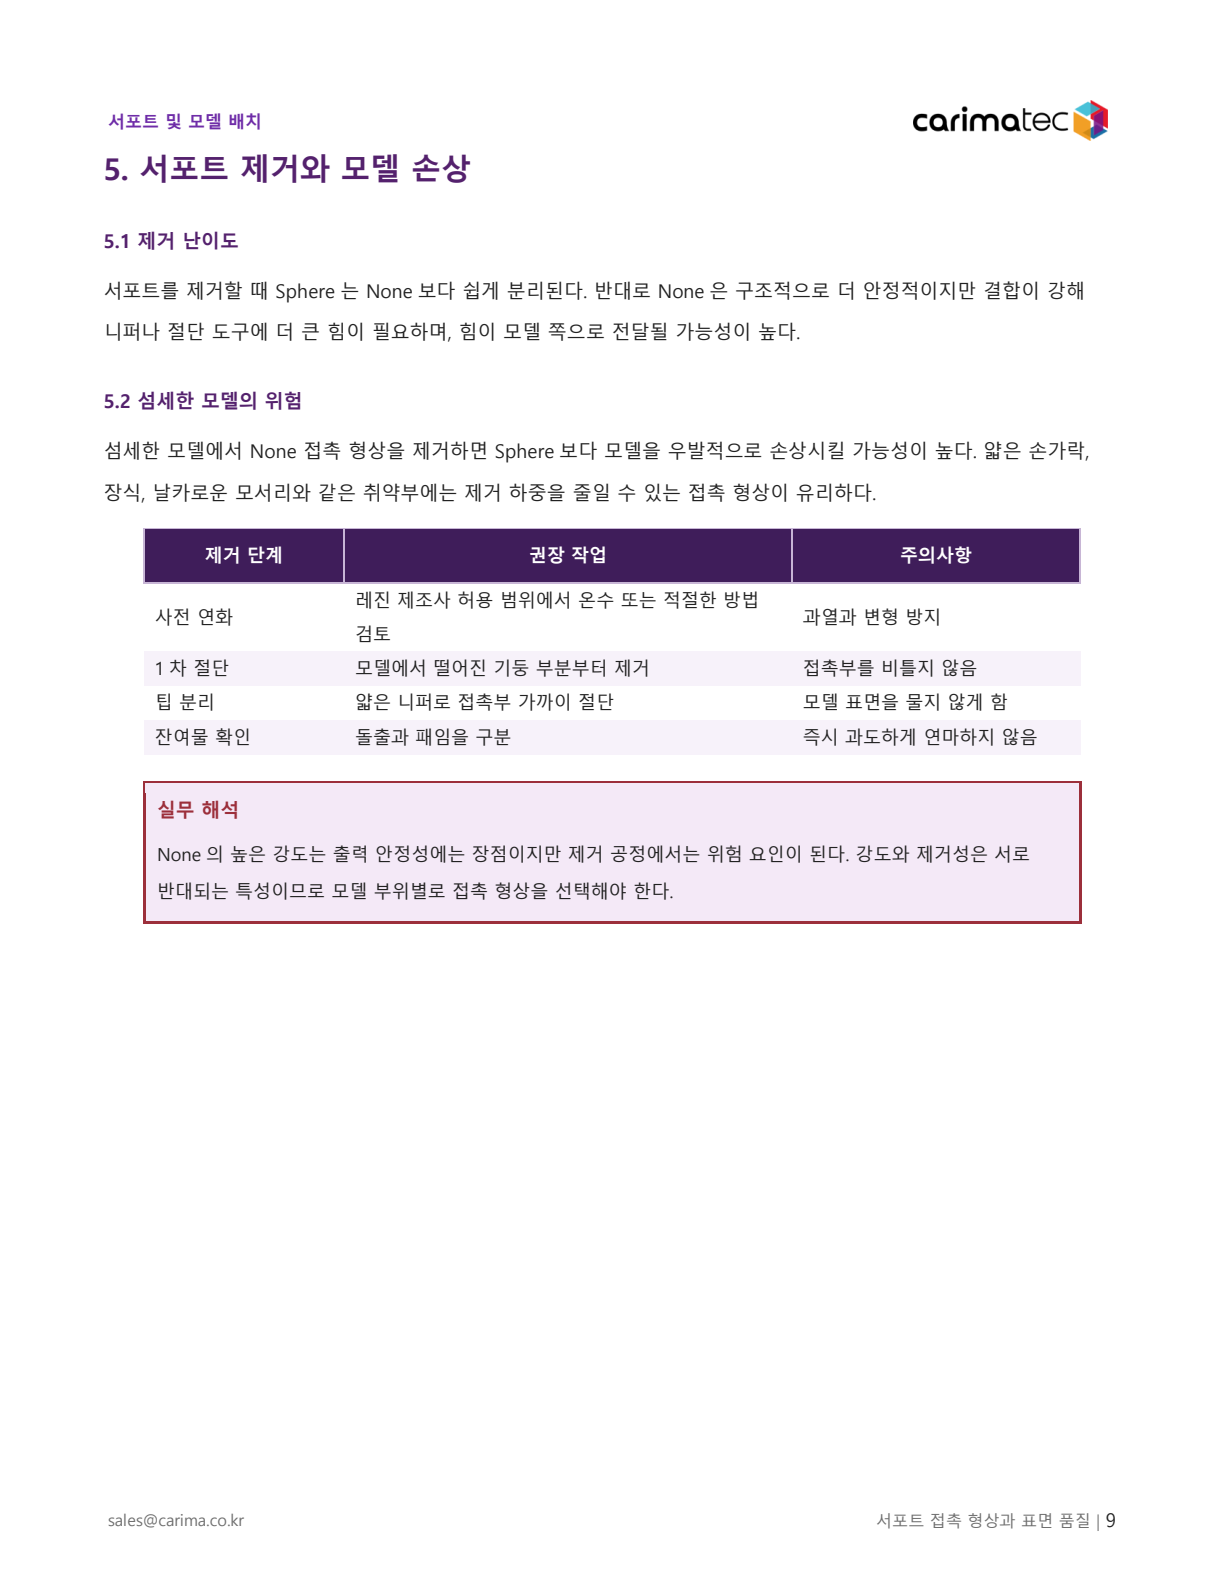 서포트 및 모델 배치
carimatec
5. 서포트 제거와 모델 손상
5.1 제거 난이도
서포트를 제거할 때 Sphere 는 None 보다 쉽게 분리된다. 반대로 None 은 구조적으로 더 안정적이지만 결합이 강해
니퍼나 절단 도구에 더 큰 힘이 필요하며, 힘이 모델 쪽으로 전달될 가능성이 높다.
5.2 섬세한 모델의 위험
섬세한 모델에서 None 접촉 형상을 제거하면 Sphere 보다 모델을 우발적으로 손상시킬 가능성이 높다. 얇은 손가락,
장식, 날카로운 모서리와 같은 취약부에는 제거 하중을 줄일 수 있는 접촉 형상이 유리하다.
제거 단계 권장 작업 주의사항
사전 연화 레진 제조사 허용 범위에서 온수 또는 적절한 방법 검토 과열과 변형 방지
1 차 절단 모델에서 떨어진 기둥 부분부터 제거 접촉부를 비틀지 않음
팁 분리 얇은 니퍼로 접촉부 가까이 절단 모델 표면을 물지 않게 함
잔여물 확인 돌출과 패임을 구분 즉시 과도하게 연마하지 않음
실무 해석
None 의 높은 강도는 출력 안정성에는 장점이지만 제거 공정에서는 위험 요인이 된다. 강도와 제거성은 서로
반대되는 특성이므로 모델 부위별로 접촉 형상을 선택해야 한다.
sales@carima.co.kr
서포트 접촉 형상과 표면 품질 | 9